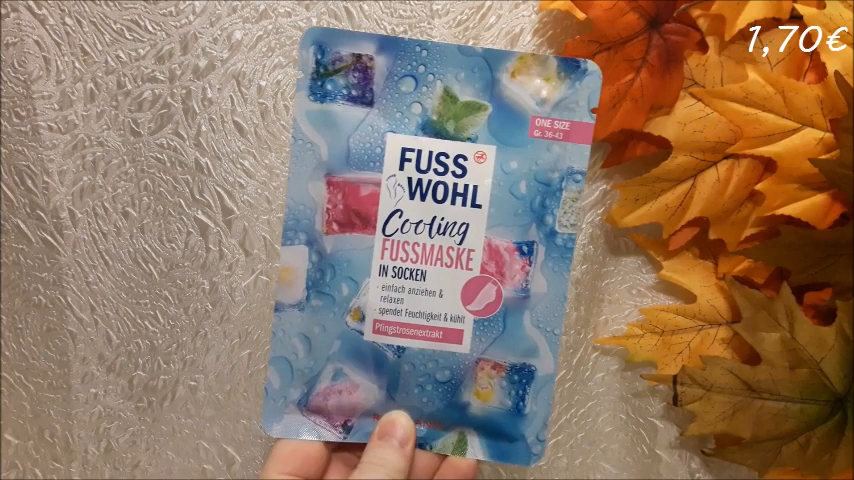 1,70€
ONE SIZE
Gr. 36-43
FUSS
WOHL
Cooling
FUSSMASKE
IN SOCKEN
· einfach anziehen &
relaxen
· spendet Feuchtigkeit & kühlt
Pfingstrosenextrakt